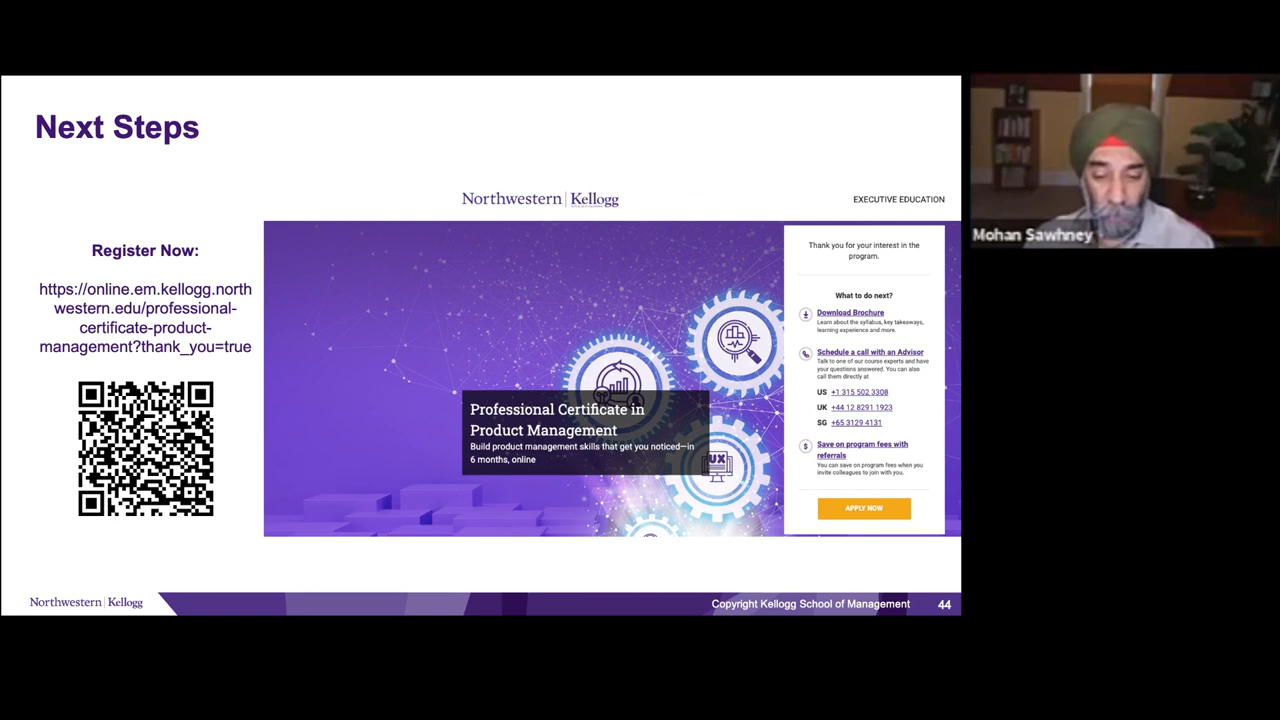 Next Steps
Northwestern | Kellogg
EXECUTIVE EDUCATION
Register Now:
https://online.em.kellogg.north
western.edu/professional-
certificate-product-
management?thank_you=true
Professional Certificate in
Product Management
Build product management skills that get you noticed—in
6 months, online
UX
Thank you for your interest in the
program.
What to do next?
Download Brochure
Learn about the syllabus, key takeaways,
learning experience and more.
Schedule a call with an Advisor
Talk to one of our course experts and have
your questions answered. You can also
call them directly at
US +1 315 502 3308
UK +44 12 8291 1923
SG +65 3129 4131
$
Save on program fees with
referrals
You can save on program fees when you
invite colleagues to join with you.
APPLY NOW
Northwestern | Kellogg
Copyright Kellogg School of Management
44
Mohan Sawhney